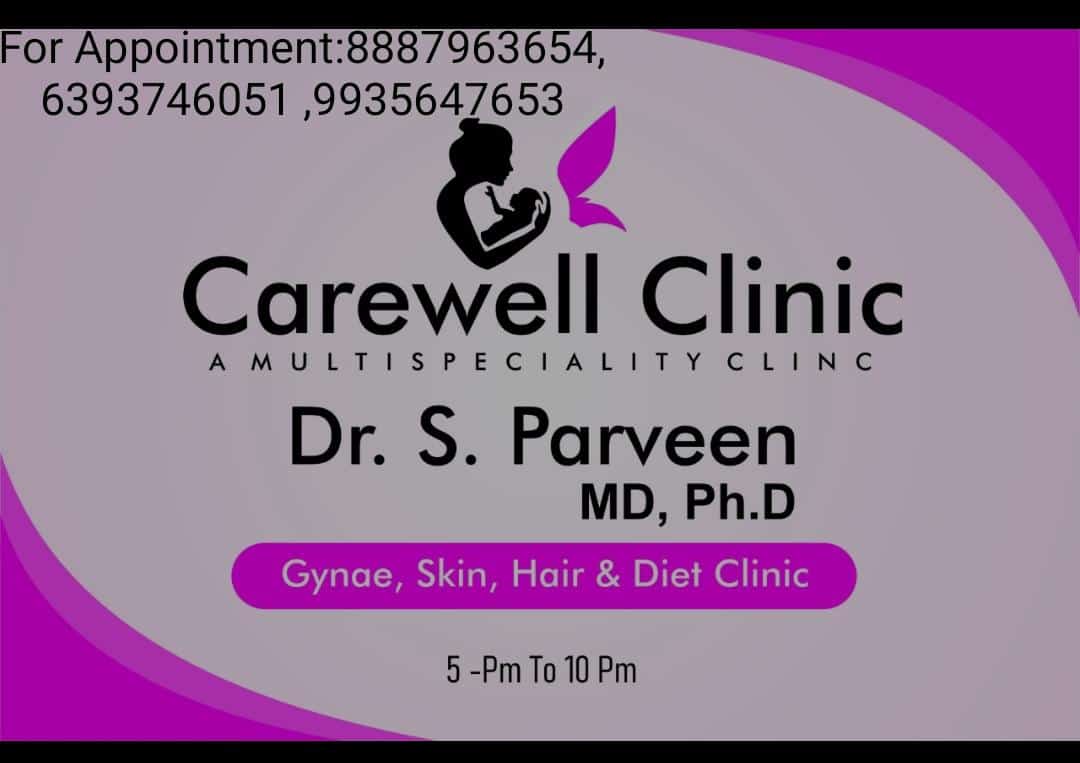 For Appointment:8887963654,
6393746051 ,9935647653
Carewell Clinic
A MULTISPECIALITY CLINC
Dr. S. Parveen
MD, Ph.D
Gynae, Skin, Hair & Diet Clinic
5 -Pm To 10 Pm